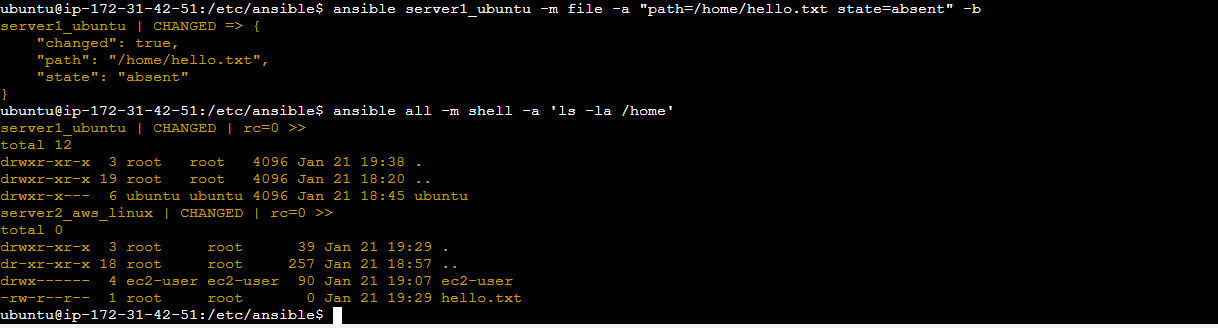 ubuntu@ip-172-31-42-51:/etc/ansible$ ansible server1_ubuntu -m file -a "path=/home/hello.txt state=absent" -b
server1_ubuntu | CHANGED => {
    "changed": true,
    "path": "/home/hello.txt",
    "state": "absent"
}
ubuntu@ip-172-31-42-51:/etc/ansible$ ansible all -m shell -a 'ls -la /home'
server1_ubuntu | CHANGED | rc=0 >>
total 12
drwxr-xr-x  3 root   root   4096 Jan 21 19:38 .
drwxr-xr-x 19 root   root   4096 Jan 21 18:20 ..
drwxr-x---  6 ubuntu ubuntu 4096 Jan 21 18:45 ubuntu
server2_aws_linux | CHANGED | rc=0 >>
total 0
drwxr-xr-x  3 root     root      39 Jan 21 19:29 .
dr-xr-xr-x 18 root     root     257 Jan 21 18:57 ..
drwx------  4 ec2-user ec2-user  90 Jan 21 19:07 ec2-user
-rw-r--r--  1 root     root       0 Jan 21 19:29 hello.txt
ubuntu@ip-172-31-42-51:/etc/ansible$